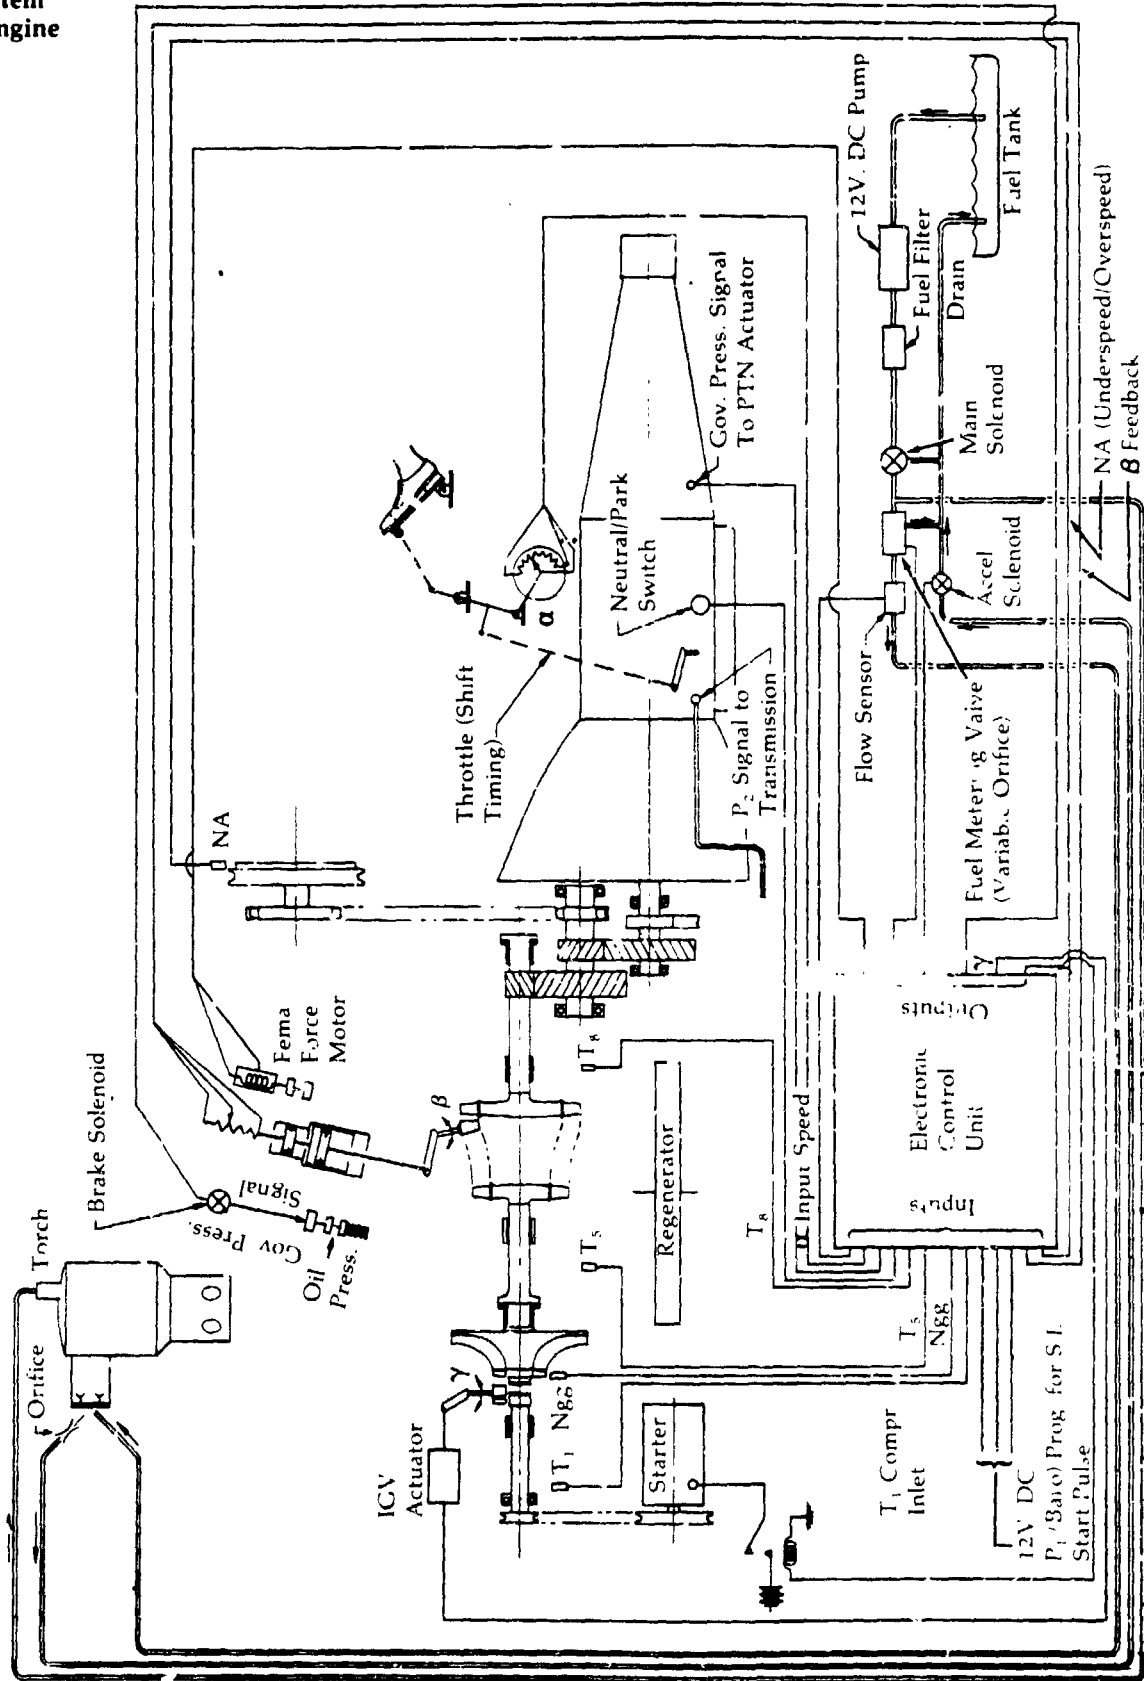 Orifice
Torch
Brake Solenoid
Gov Press.
Signal
Oil
Press.
Fema
Force
Motor
NA
IGV
Actuator
γ
β
T₁
Ngg
T₅
T₈
Throttle (Shift
Timing)
α
Neutral/Park
Switch
Gov. Press. Signal
To PTN Actuator
P₂ Signal to
Transmission
12V. DC Pump
Fuel Filter
Drain
Fuel Tank
Main
Solenoid
Accel
Solenoid
Flow Sensor
Fuel Metering Valve
(Variable Orifice)
NA (Underspeed/Overspeed)
β Feedback
Starter
Regenerator
T₈
α Input Speed
T₅
Ngg
T₁ Compr
Inlet
12V DC
P₁ (Baro) Prog for
Start Pulse
Inputs
Electronic
Control
Unit
Outputs
γ